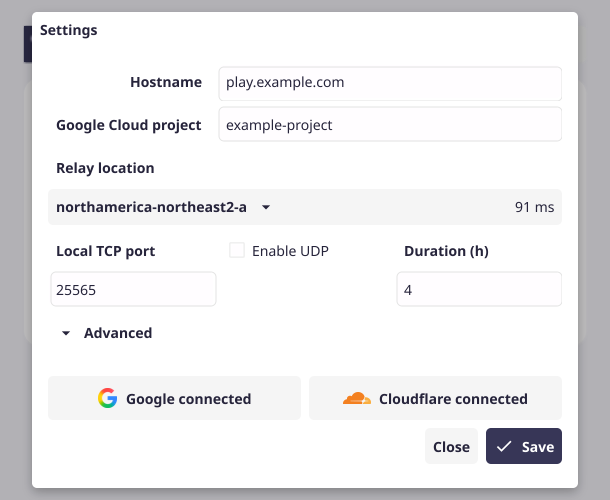 Settings
Hostname play.example.com
Google Cloud project example-project
Relay location
northamerica-northeast2-a 91 ms
Local TCP port Enable UDP Duration (h)
25565 4
Advanced
Google connected Cloudflare connected
Close Save